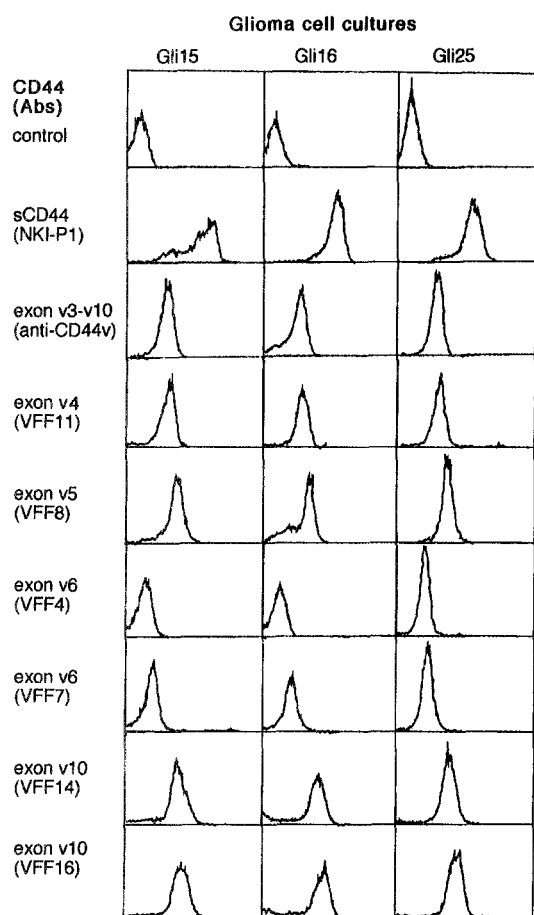 Glioma cell cultures
Gli15 Gli16 Gli25
CD44
(Abs)
control
sCD44
(NKI-P1)
exon v3-v10
(anti-CD44v)
exon v4
(VFF11)
exon v5
(VFF8)
exon v6
(VFF4)
exon v6
(VFF7)
exon v10
(VFF14)
exon v10
(VFF16)